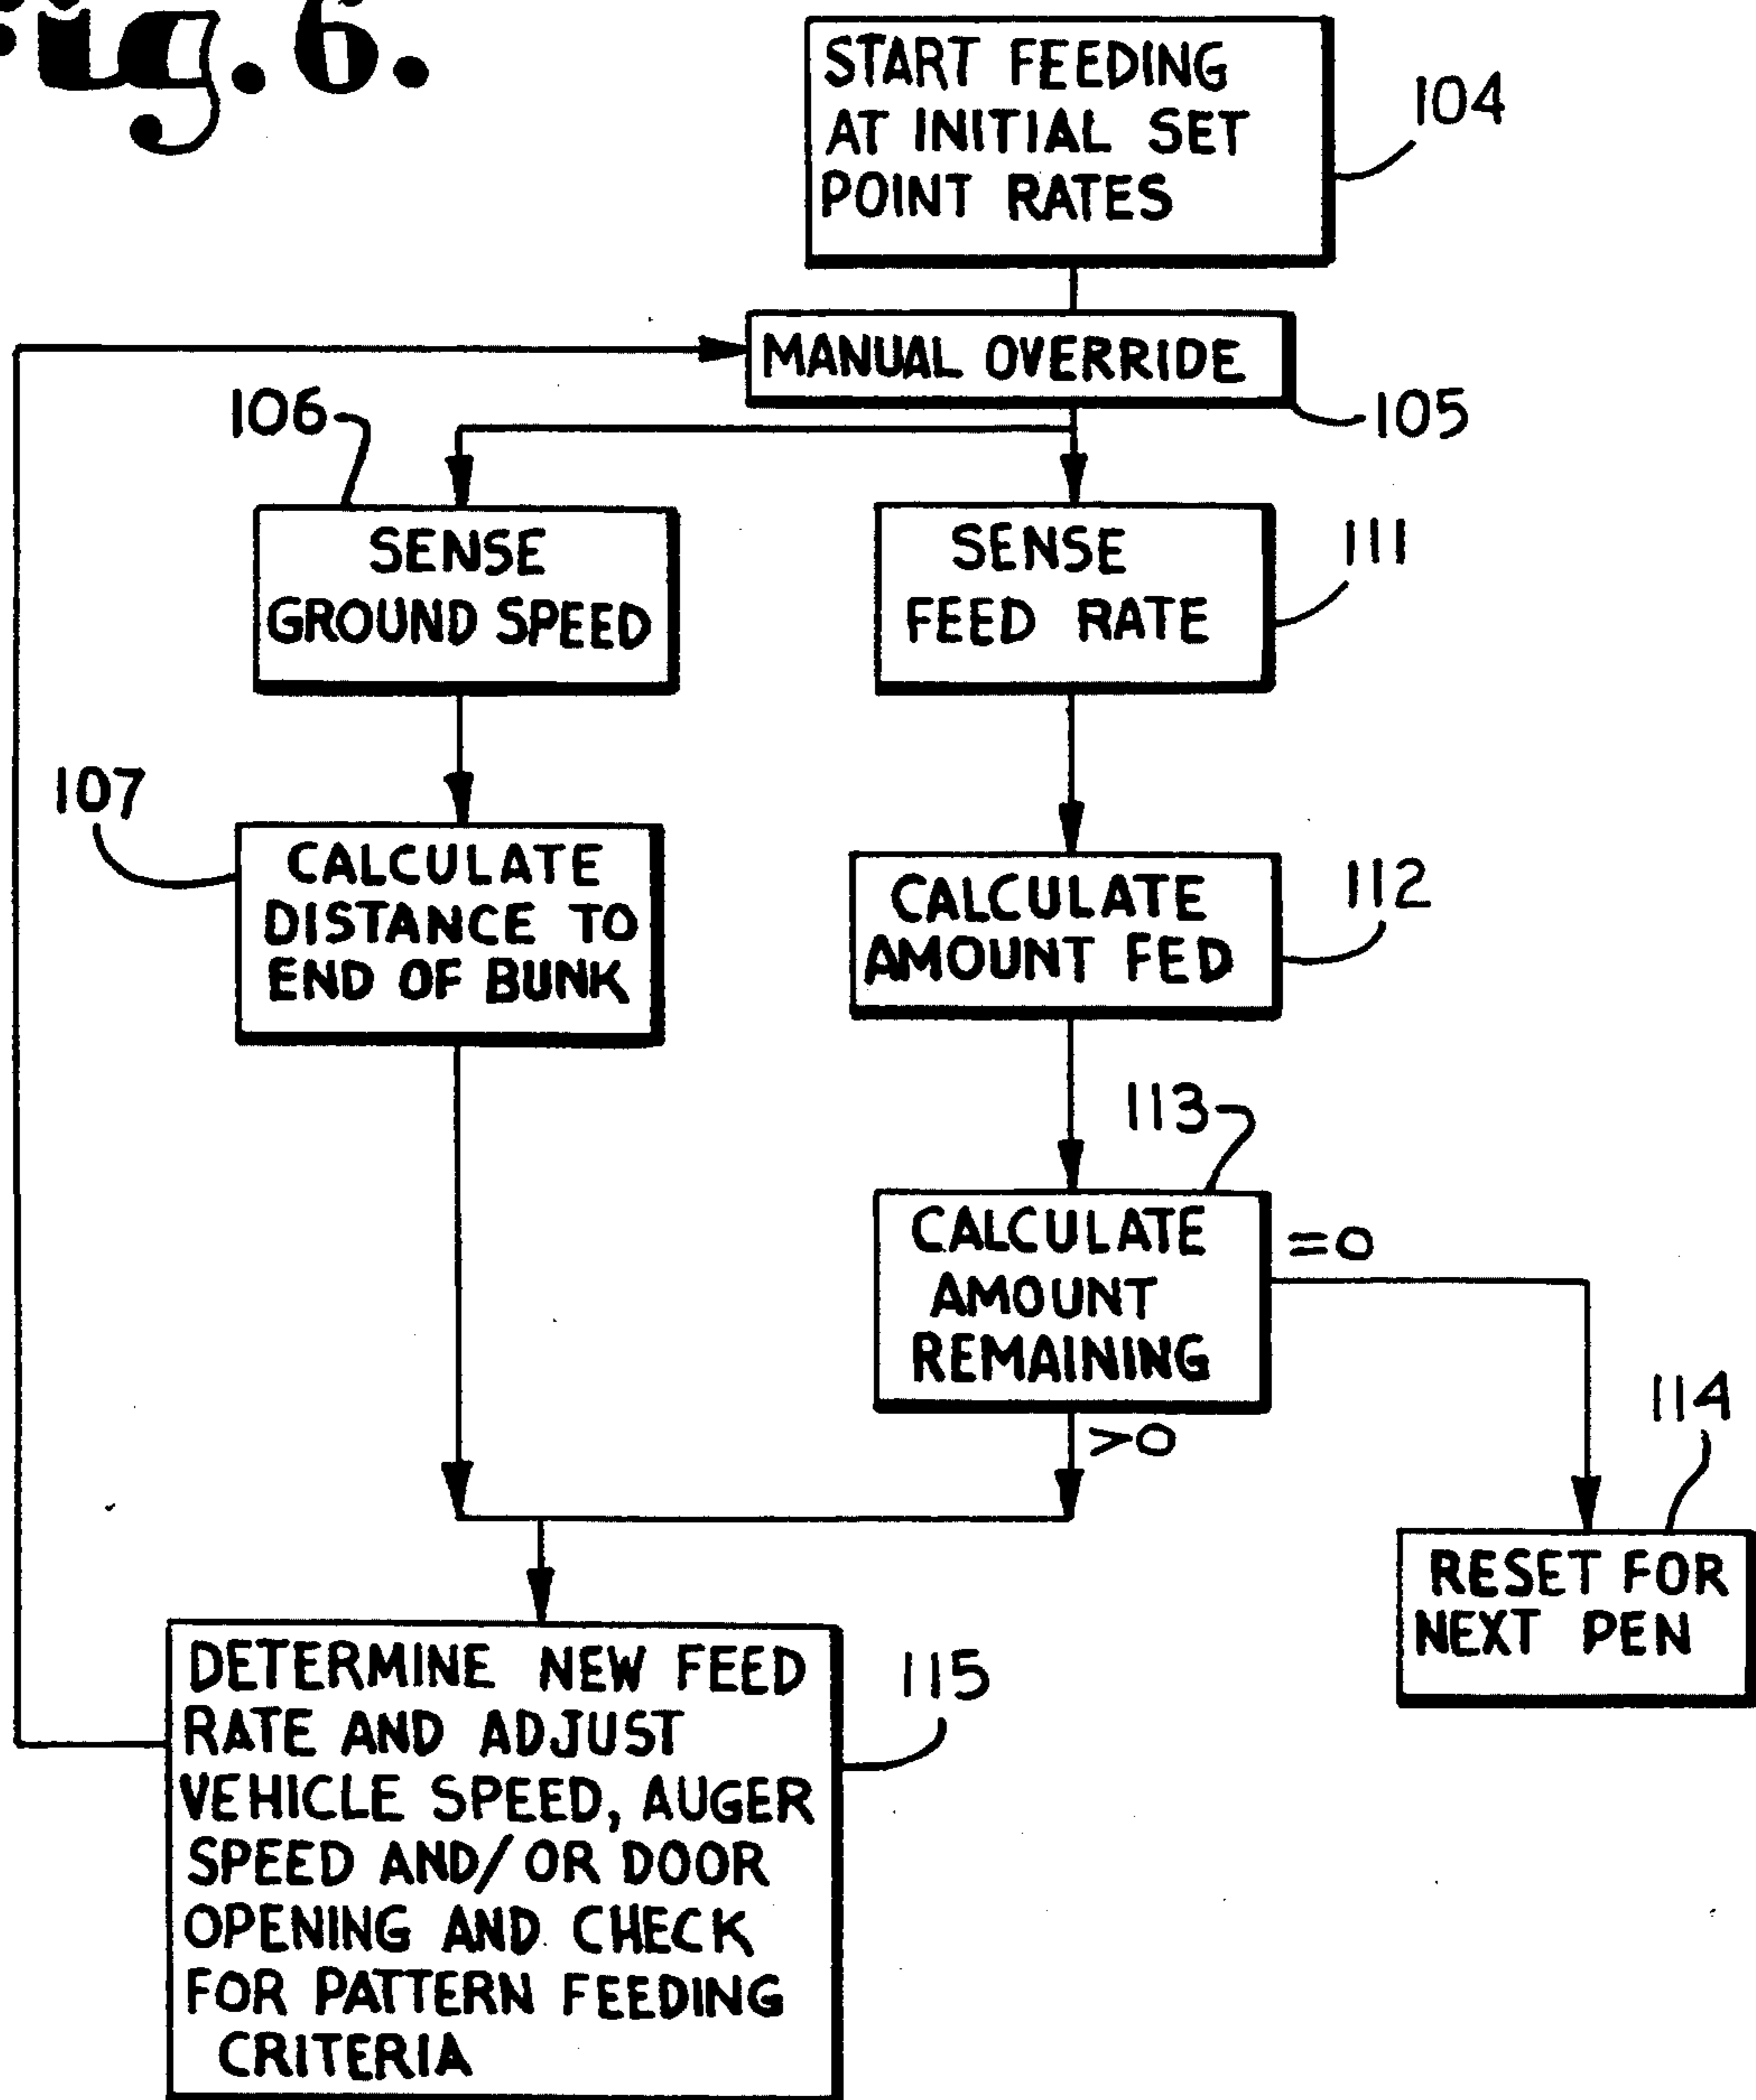 Fig. 6.
START FEEDING
AT INITIAL SET
POINT RATES
104
MANUAL OVERRIDE
105
106
SENSE
GROUND SPEED
SENSE
FEED RATE
111
107
CALCULATE
DISTANCE TO
END OF BUNK
CALCULATE
AMOUNT FED
112
113
CALCULATE
AMOUNT
REMAINING
=0
>0
114
RESET FOR
NEXT PEN
DETERMINE NEW FEED
RATE AND ADJUST
VEHICLE SPEED, AUGER
SPEED AND/OR DOOR
OPENING AND CHECK
FOR PATTERN FEEDING
CRITERIA
115